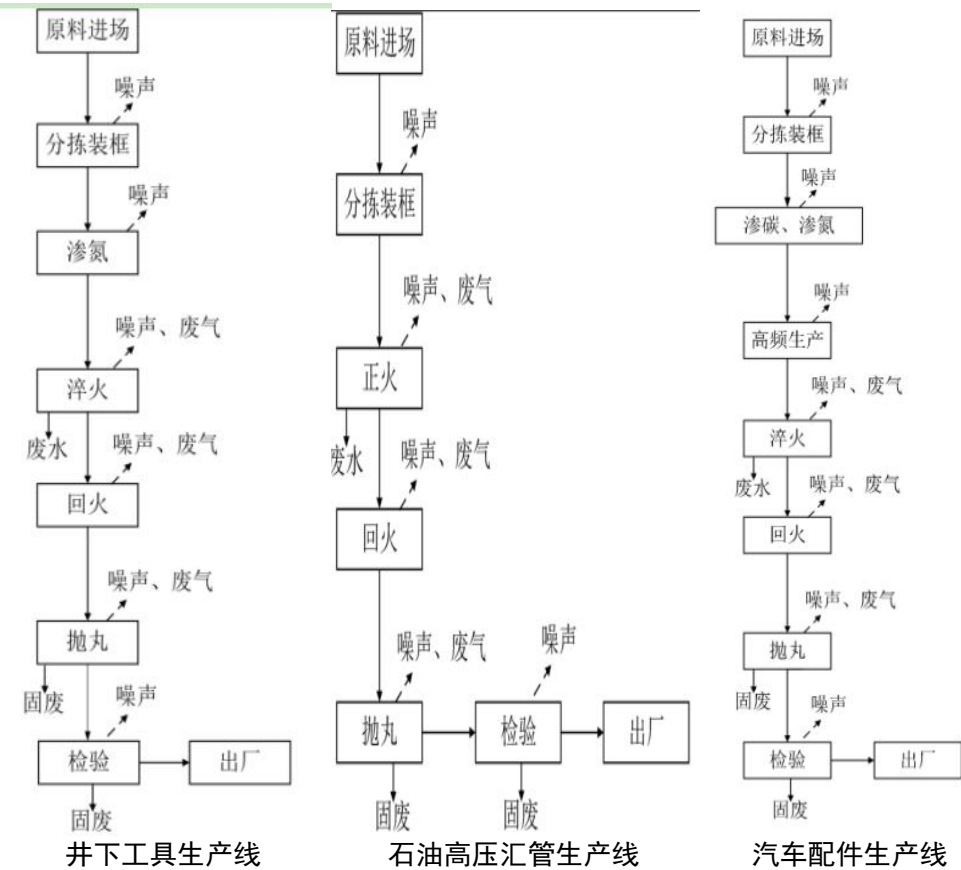 原料进场
噪声
分拣装框
噪声
渗氮
噪声、废气
淬火
废水
噪声、废气
回火
噪声、废气
抛丸
固废
噪声
检验
出厂
固废
井下工具生产线
原料进场
噪声
分拣装框
噪声、废气
正火
废水
噪声、废气
回火
噪声、废气
抛丸
固废
噪声
检验
固废
出厂
石油高压汇管生产线
原料进场
噪声
分拣装框
噪声
渗碳、渗氮
噪声
高频生产
噪声、废气
淬火
废水
噪声、废气
回火
噪声、废气
抛丸
固废
噪声
检验
出厂
固废
汽车配件生产线